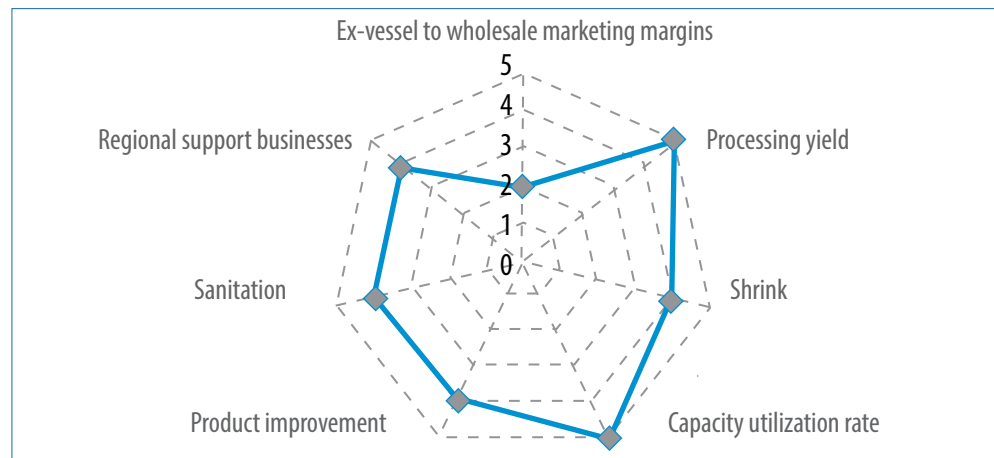 Ex-vessel to wholesale marketing margins
5
4
3
2
1
0
Regional support businesses
Processing yield
Sanitation
Shrink
Product improvement
Capacity utilization rate